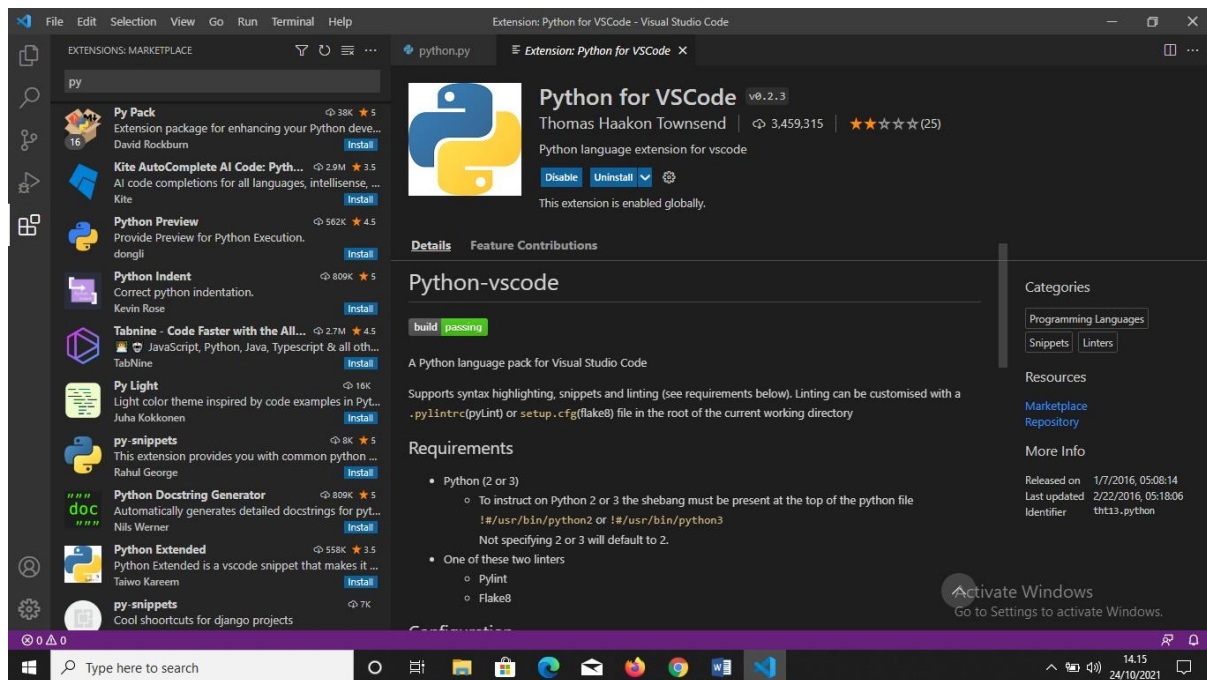 File Edit Selection View Go Run Terminal Help
Extension: Python for VSCode - Visual Studio Code
EXTENSIONS: MARKETPLACE
py
Py Pack 38K ★ 5
Extension package for enhancing your Python deve...
David Rockburn Install
16
Kite AutoComplete AI Code: Pyth... 2.9M ★ 3.5
AI code completions for all languages, intellisense, ...
Kite Install
Python Preview 562K ★ 4.5
Provide Preview for Python Execution.
dongli Install
Python Indent 809K ★ 5
Correct python indentation.
Kevin Rose Install
Tabnine - Code Faster with the All... 2.7M ★ 4.5
JavaScript, Python, Java, Typescript & all oth...
TabNine Install
Py Light 16K
Light color theme inspired by code examples in Pyt...
Juha Kokkonen Install
py-snippets 8K ★ 5
This extension provides you with common python ...
Rahul George Install
""" doc """
Python Docstring Generator 809K ★ 5
Automatically generates detailed docstrings for pyt...
Nils Werner Install
Python Extended 558K ★ 3.5
Python Extended is a vscode snippet that makes it ...
Taiwo Kareem Install
py-snippets 7K
Cool shoortcuts for django projects
python.py
Extension: Python for VSCode
Python for VSCode v0.2.3
Thomas Haakon Townsend 3,459,315 ★★☆☆☆(25)
Python language extension for vscode
Disable Uninstall
This extension is enabled globally.
Details Feature Contributions
Python-vscode
build passing
A Python language pack for Visual Studio Code
Supports syntax highlighting, snippets and linting (see requirements below). Linting can be customised with a
.pylintrc(pyLint) or setup.cfg(flake8) file in the root of the current working directory
Requirements
• Python (2 or 3)
To instruct on Python 2 or 3 the shebang must be present at the top of the python file
!#/usr/bin/python2 or !#/usr/bin/python3
Not specifying 2 or 3 will default to 2.
• One of these two linters
Pylint
Flake8
Configuration
Categories
Programming Languages
Snippets Linters
Resources
Marketplace
Repository
More Info
Released on 1/7/2016, 05:08:14
Last updated 2/22/2016, 05:18:06
Identifier tht13.python
Activate Windows
Go to Settings to activate Windows.
0 0
Type here to search
14.15
24/10/2021